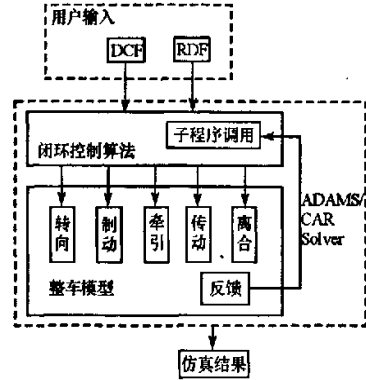 用户输入
DCF
RDF
子程序调用
闭环控制算法
转向
制动
牵引
传动
离合
ADAMS/
CAR
Solver
整车模型
反馈
仿真结果